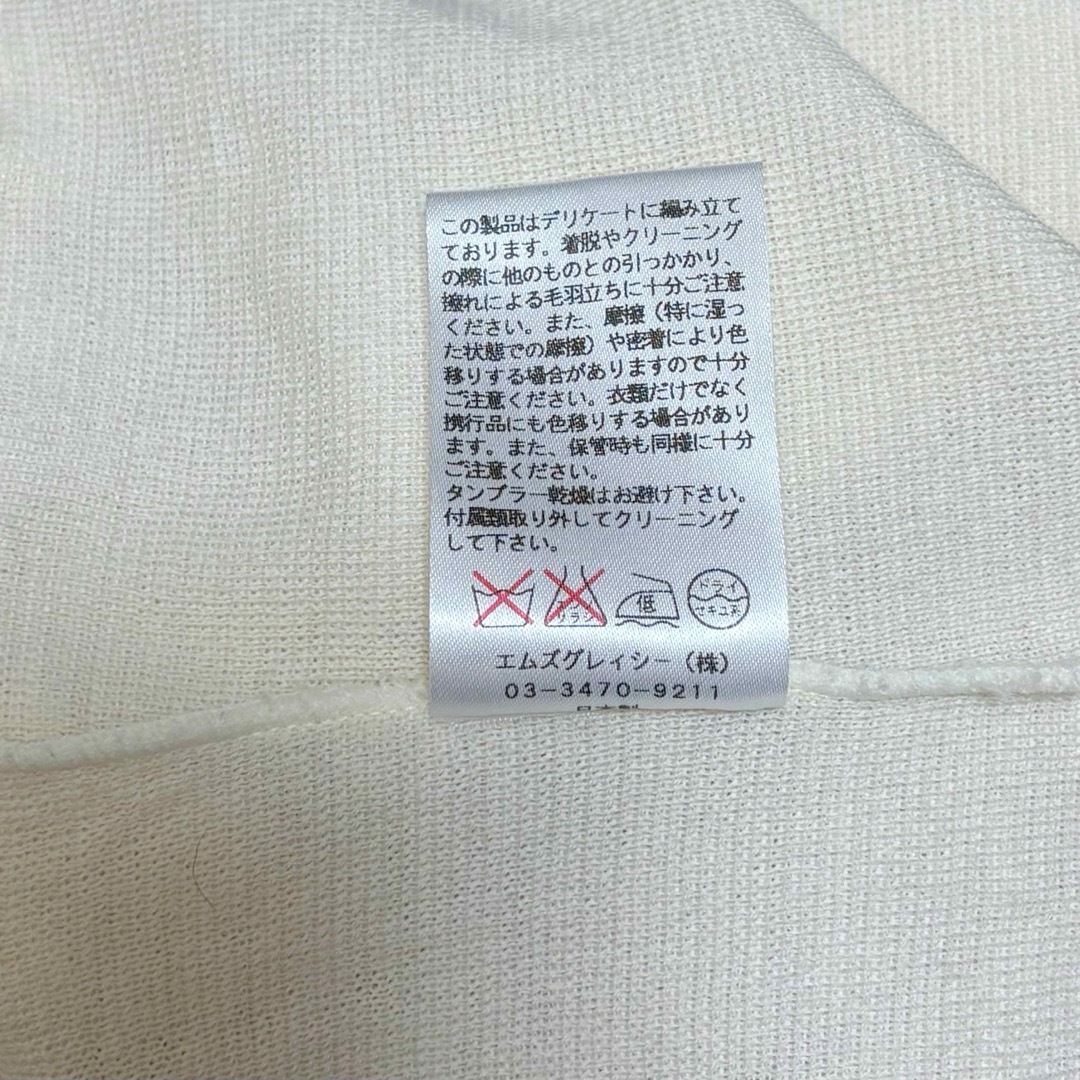 この製品はデリケートに編み立て
ております。着脱やクリーニング
の際に他のものとの引っかかり、
擦れによる毛羽立ちに十分ご注意
ください。また、摩擦（特に湿っ
た状態での摩擦）や密着により色
移りする場合がありますので十分
ご注意ください。衣類だけでなく
携行品にも色移りする場合があり
ます。また、保管時も同様に十分
ご注意ください。
タンブラー乾燥はお避け下さい。
付属類取り外してクリーニング
して下さい。
低
ドライ
セキユ系
エムズグレィシー（株）
03-3470-9211
日本製